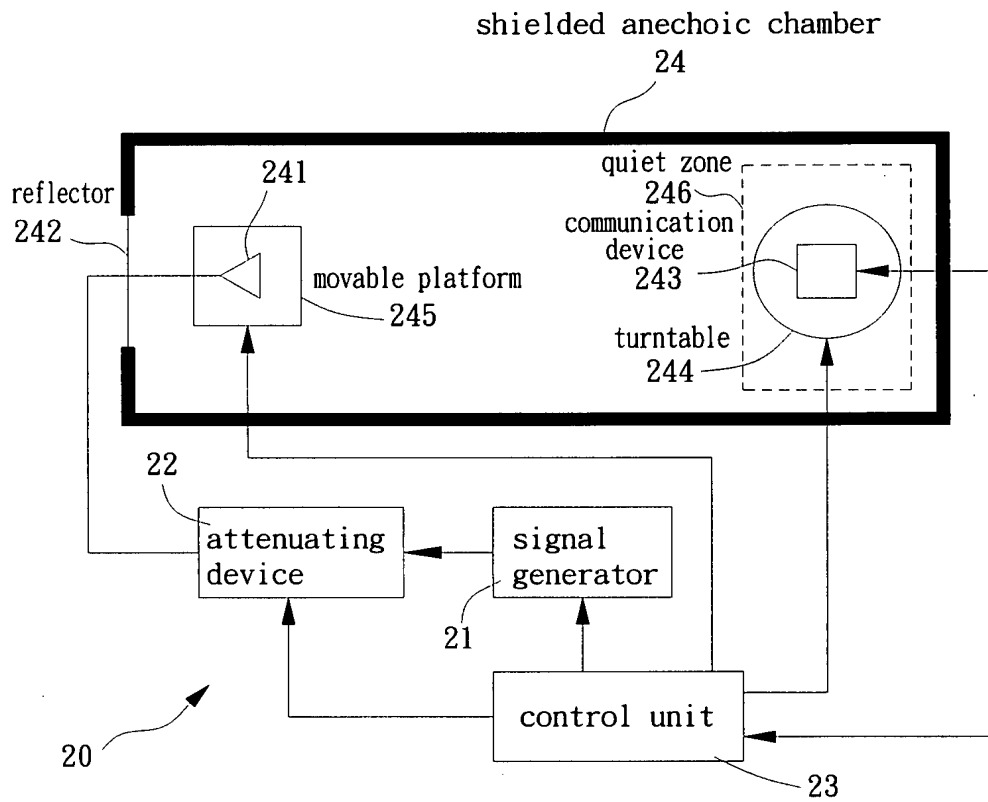 shielded anechoic chamber
24
reflector
242
241
movable platform
245
quiet zone
246
communication
device
243
turntable
244
22
attenuating
device
signal
generator
21
control unit
23
20